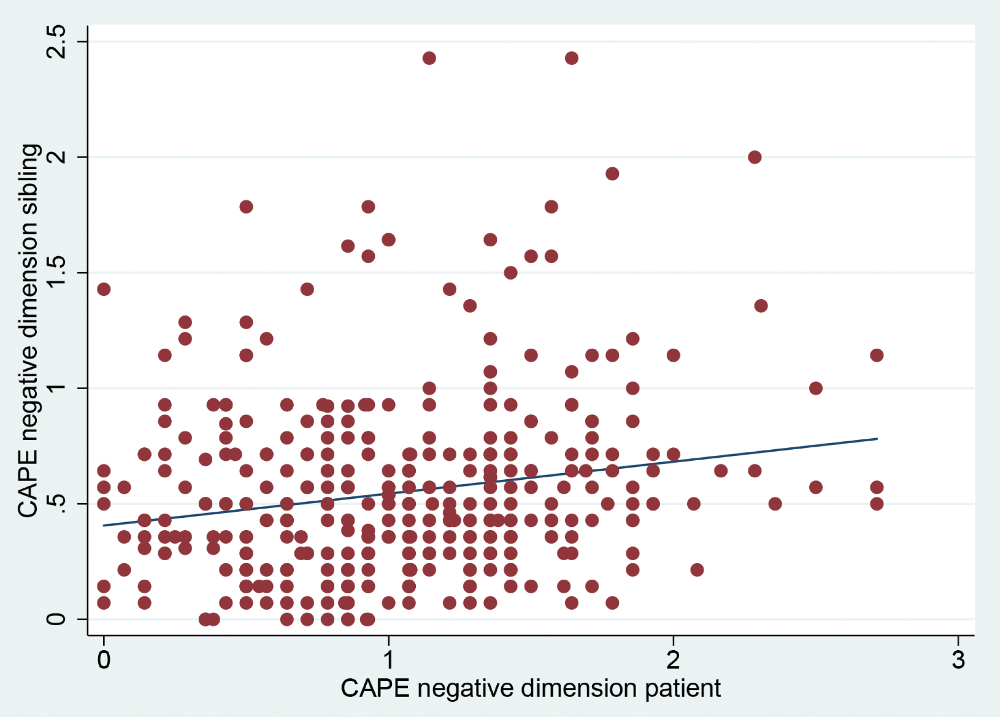 2.5
2
1.5
1
.5
0
CAPE negative dimension sibling
0 1 2 3
CAPE negative dimension patient